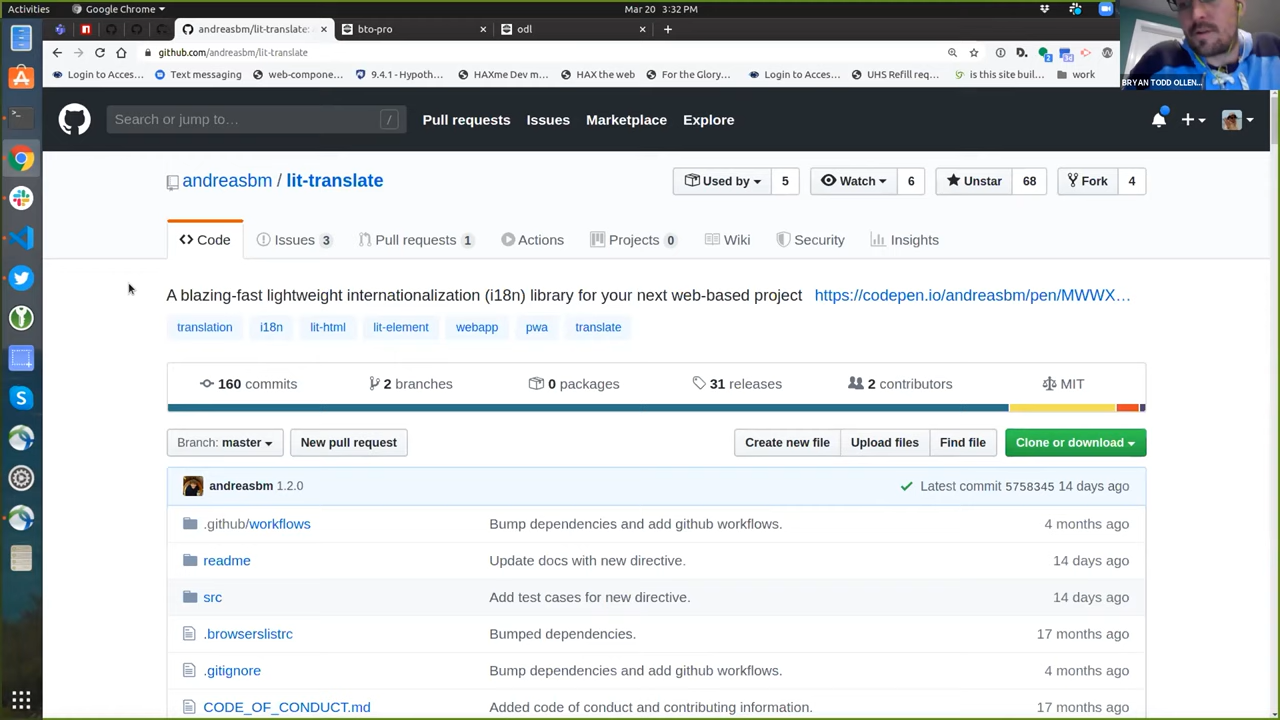 Activities
Google Chrome
Mar 20 3:32 PM
andreasbm/lit-translate:
bto-pro
odl
github.com/andreasbm/lit-translate
Login to Acces...
Text messaging
web-compone...
9.4.1 - Hypoth...
HAXme Dev m...
HAX the web
For the Glory...
Login to Acces...
UHS Refill req...
is this site buil...
work
BRYAN TODD OLLEN...
Search or jump to...
/
Pull requests
Issues
Marketplace
Explore
andreasbm / lit-translate
Used by 5
Watch 6
Unstar 68
Fork 4
Code
Issues 3
Pull requests 1
Actions
Projects 0
Wiki
Security
Insights
A blazing-fast lightweight internationalization (i18n) library for your next web-based project https://codepen.io/andreasbm/pen/MWWX...
translation
i18n
lit-html
lit-element
webapp
pwa
translate
160 commits
2 branches
0 packages
31 releases
2 contributors
MIT
Branch: master
New pull request
Create new file
Upload files
Find file
Clone or download
andreasbm 1.2.0
Latest commit 5758345 14 days ago
.github/workflows
Bump dependencies and add github workflows.
4 months ago
readme
Update docs with new directive.
14 days ago
src
Add test cases for new directive.
14 days ago
.browserslistrc
Bumped dependencies.
17 months ago
.gitignore
Bump dependencies and add github workflows.
4 months ago
CODE_OF_CONDUCT.md
Added code of conduct and contributing information.
17 months ago